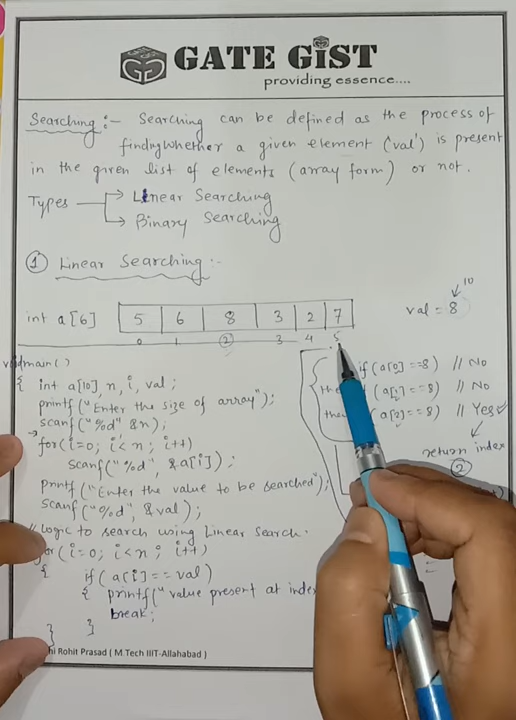 GATE GiST
providing essence....
Searching :- Searching can be defined as the process of
finding whether a given element ('val') is present
in the given list of elements (array form) or not.
Types → Linear Searching
→ Binary Searching
① Linear Searching :-
10
int a[6] 5 6 8 3 2 7 val = 8
0 1 ② 3 4 5
void main()
if (a[0] == 8) // No
{ int a[10], n, i, val;
(a[1] == 8) // No
printf("Enter the size of array");
(a[2] == 8) // Yes ✓
scanf("%d" &n);
→ for(i=0; i<n; i++)
return index
scanf("%d", &a[i]);
②
printf("Enter the value to be searched");
scanf("%d", &val);
// Logic to search using Linear Search.
for(i=0; i<n; i++)
{ if (a[i] == val)
{ printf("value present at index
break;
}
}
Rohit Prasad ( M.Tech IIIT-Allahabad )